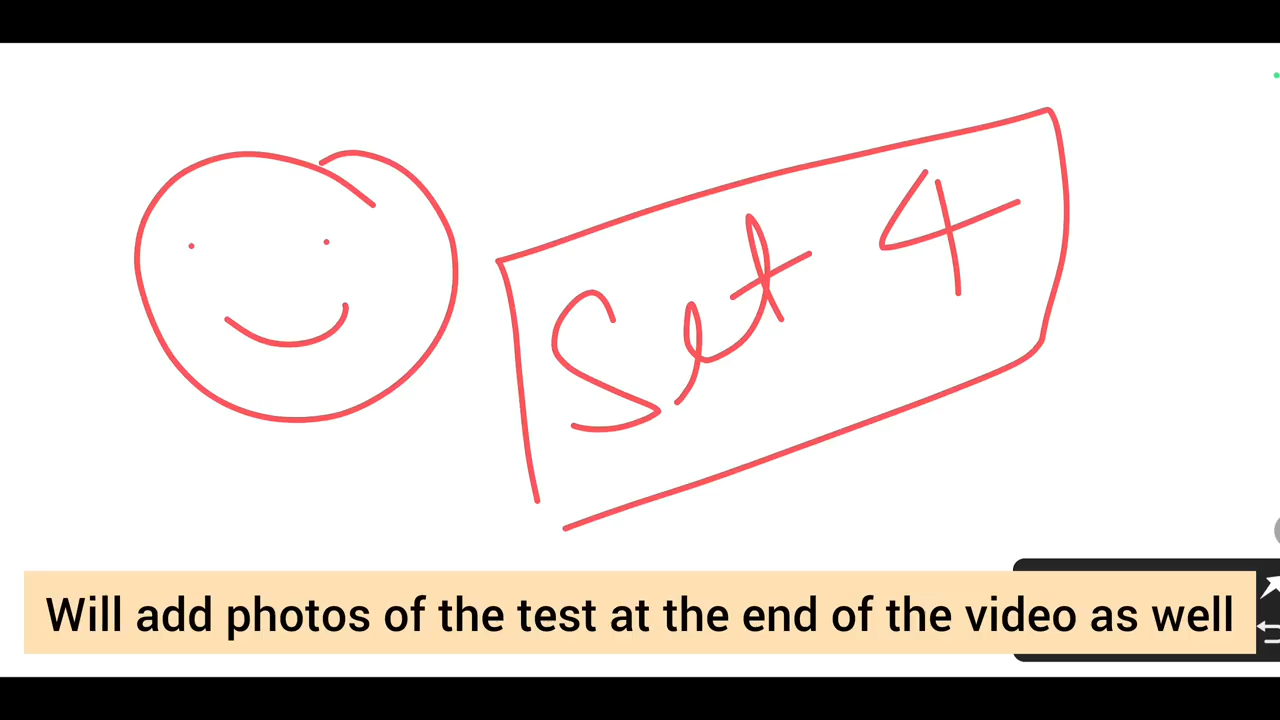 Set 4
Will add photos of the test at the end of the video as well